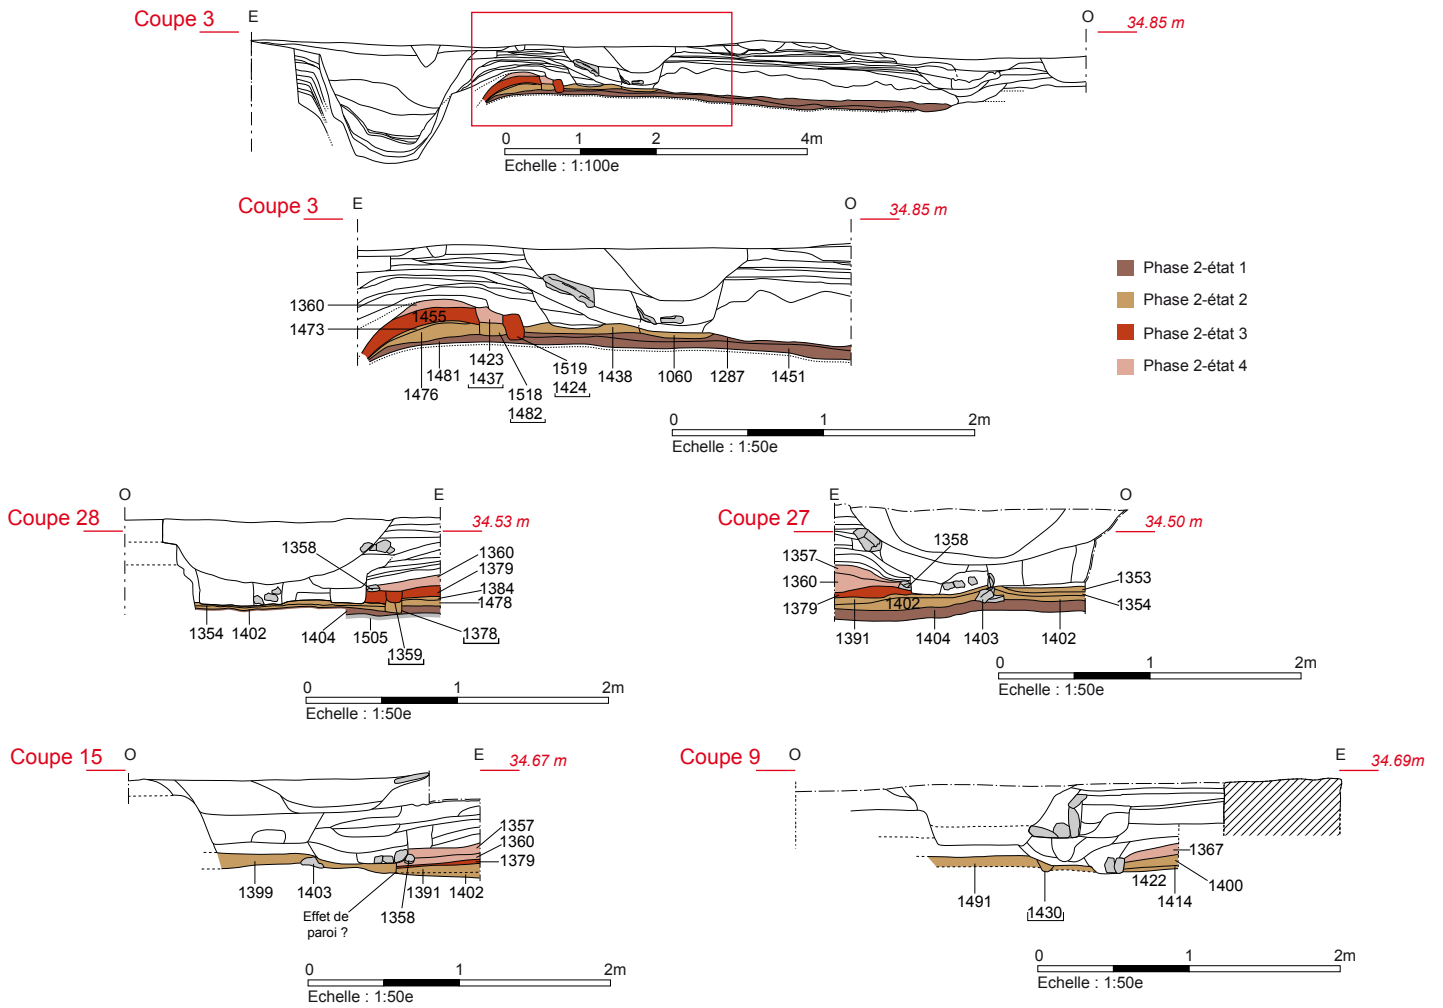 Coupe 3 E O 34.85 m
0 1 2 4m
Echelle : 1:100e
Coupe 3 E O 34.85 m
Phase 2-état 1
Phase 2-état 2
Phase 2-état 3
Phase 2-état 4
1360
1455
1473
1423 1519 1438 1060 1287 1451
1481 1437 1518 1424
1476 1482
0 1 2m
Echelle : 1:50e
Coupe 28 O E 34.53 m
1358
1360
1379
1384
1478
1354 1402 1404 1505 1378
1359
0 1 2m
Echelle : 1:50e
Coupe 27 E O 34.50 m
1357 1358
1360 1353
1379 1402 1354
1391 1404 1403 1402
0 1 2m
Echelle : 1:50e
Coupe 15 O E 34.67 m
1357
1360
1379
1399 1403 1391 1402
Effet de 1358
paroi ?
0 1 2m
Echelle : 1:50e
Coupe 9 O E 34.69m
1367
1422 1400
1491 1430 1414
0 1 2m
Echelle : 1:50e